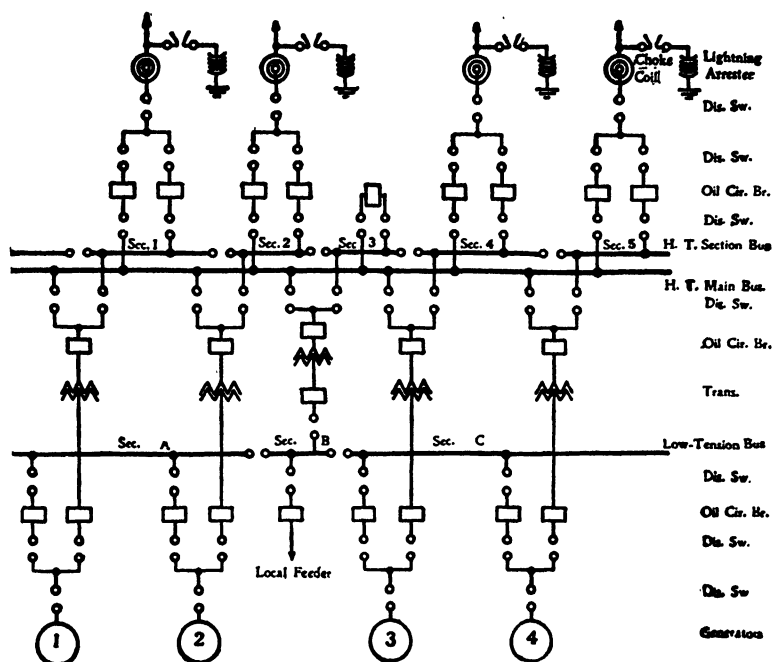 Choke
Coil
Lightning
Arrester
Dis. Sw.
Dis. Sw.
Oil Cir. Br.
Dis. Sw.
Sec. 1
Sec. 2
Sec 3
Sec. 4
Sec. 5
H. T. Section Bus
H. T. Main Bus.
Dis. Sw.
Oil Cir. Br.
Trans.
Sec. A
Sec. B
Sec. C
Low-Tension Bus
Dis. Sw.
Oil Cir. Br.
Dis. Sw.
Local Feeder
Dis. Sw
1
2
3
4
Generators